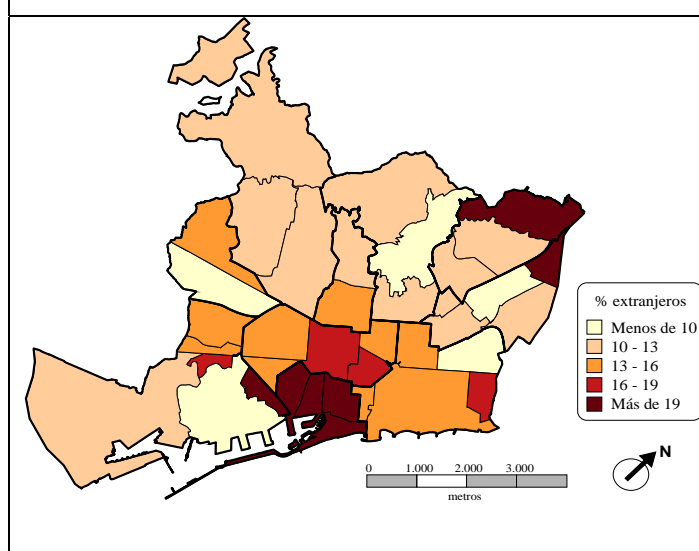 % extranjeros
Menos de 10
10 - 13
13 - 16
16 - 19
Más de 19
N
0 1.000 2.000 3.000
metros